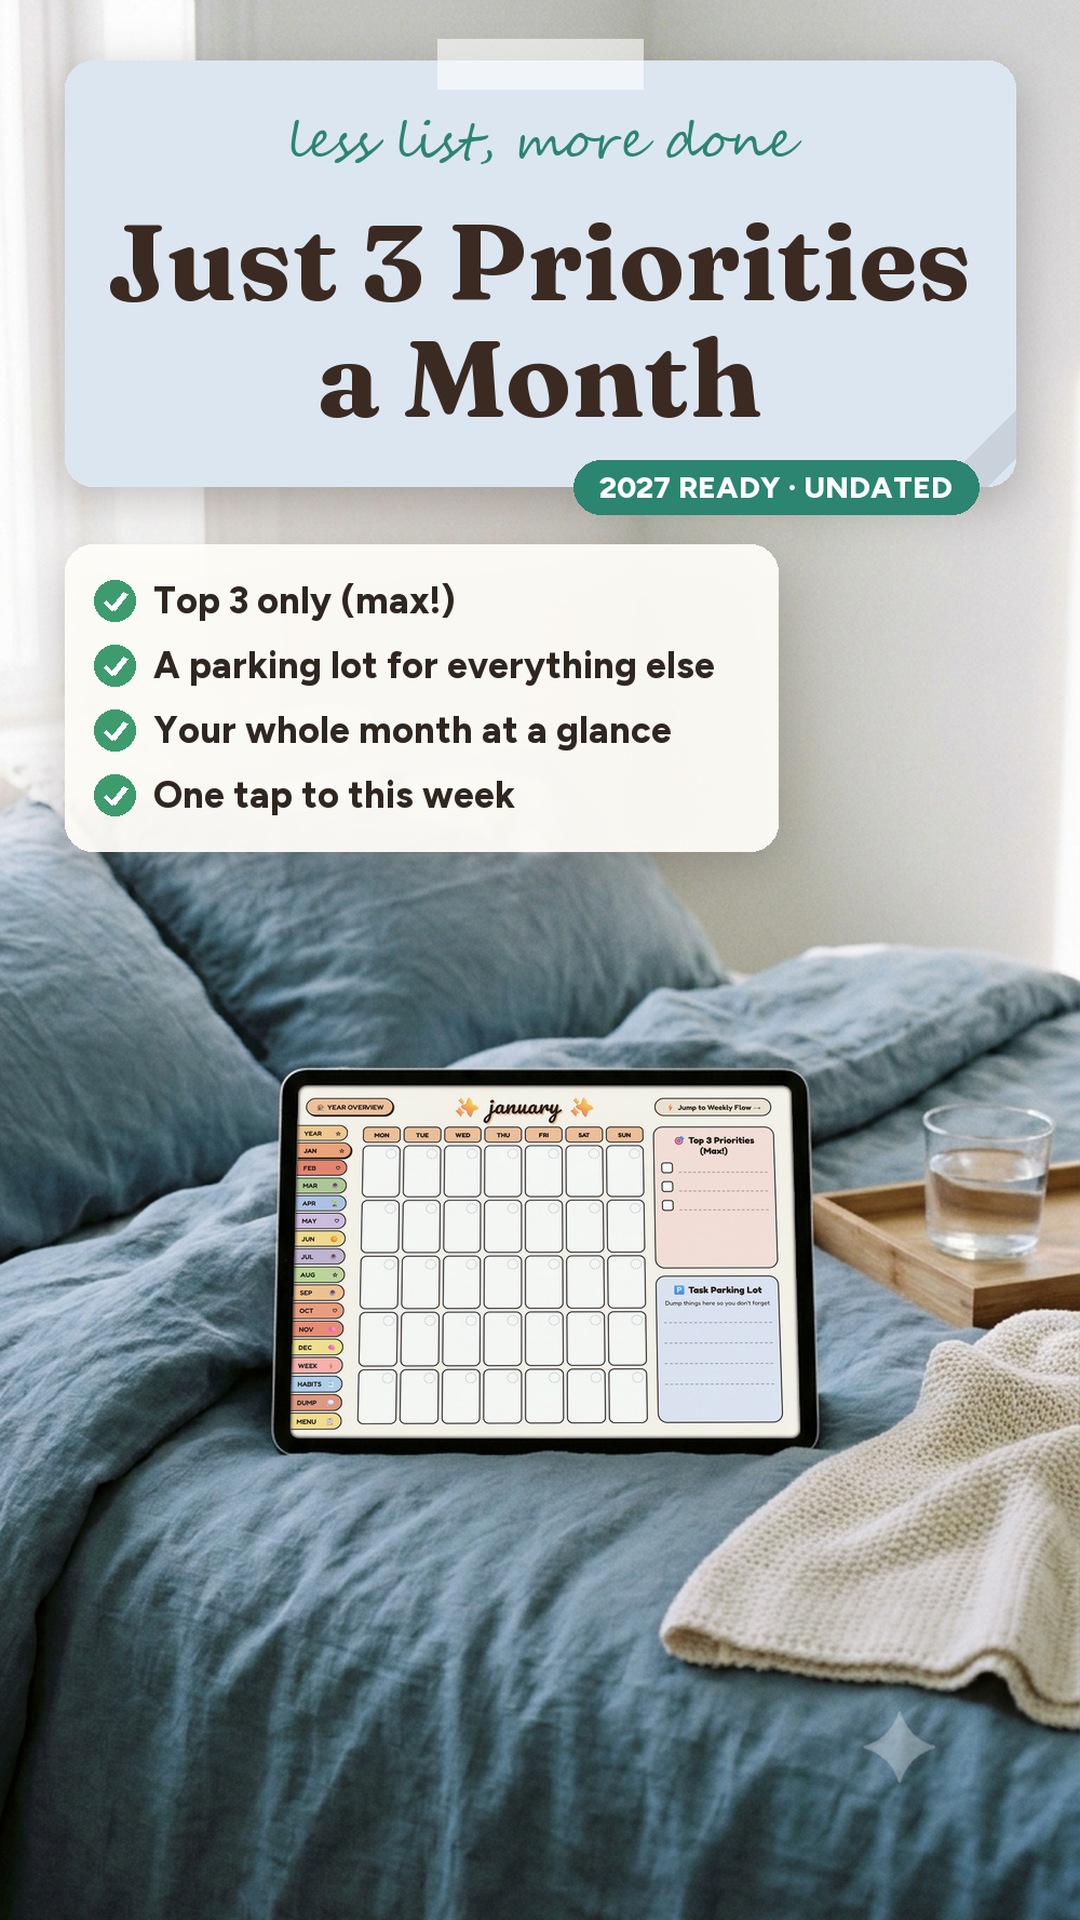 less list, more done
Just 3 Priorities
a Month
2027 READY · UNDATED
Top 3 only (max!)
A parking lot for everything else
Your whole month at a glance
One tap to this week
YEAR OVERVIEW
january
Jump to Weekly Flow →
YEAR
JAN
FEB
MAR
APR
MAY
JUN
JUL
AUG
SEP
OCT
NOV
DEC
WEEK
HABITS
DUMP
MENU
MON TUE WED THU FRI SAT SUN
Top 3 Priorities
(Max!)
P Task Parking Lot
Dump things here so you don't forget